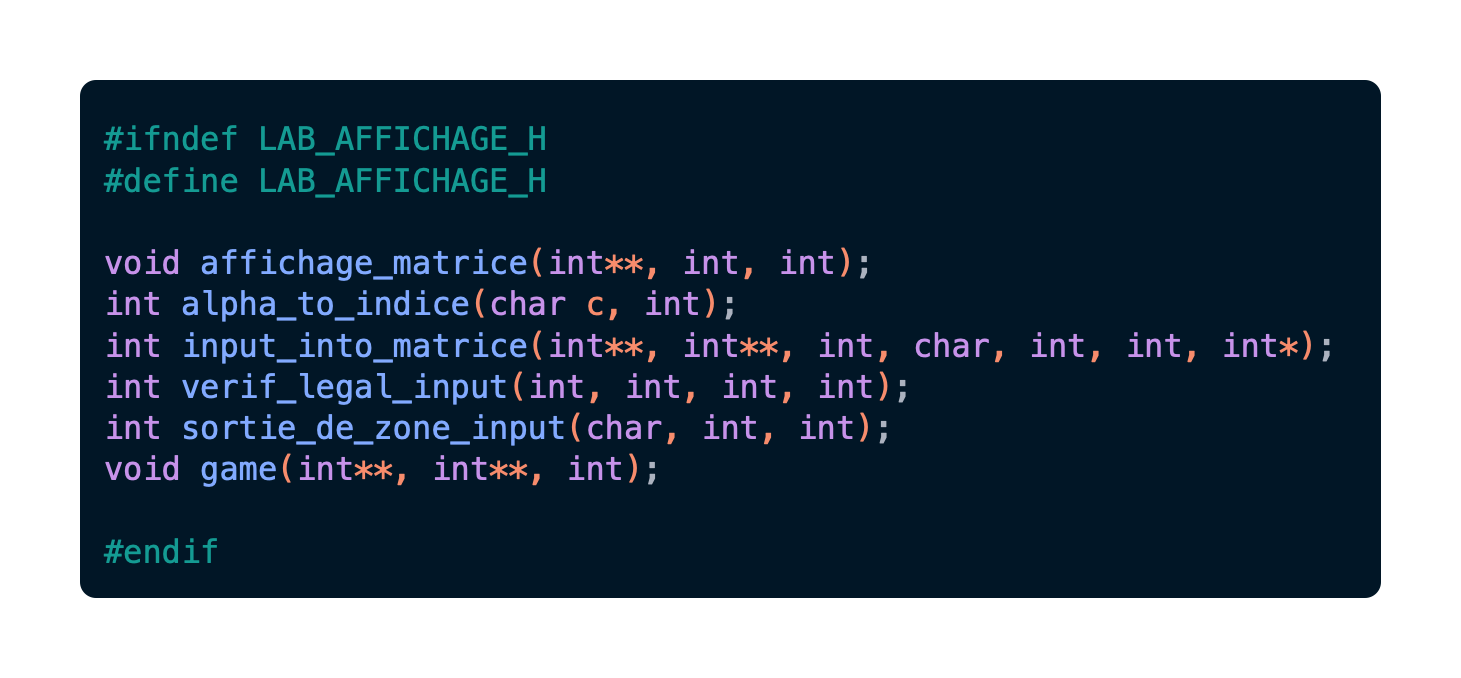 #ifndef LAB_AFFICHAGE_H
#define LAB_AFFICHAGE_H
void affichage_matrice(int**, int, int);
int alpha_to_indice(char c, int);
int input_into_matrice(int**, int**, int, char, int, int, int*);
int verif_legal_input(int, int, int, int);
int sortie_de_zone_input(char, int, int);
void game(int**, int**, int);
#endif